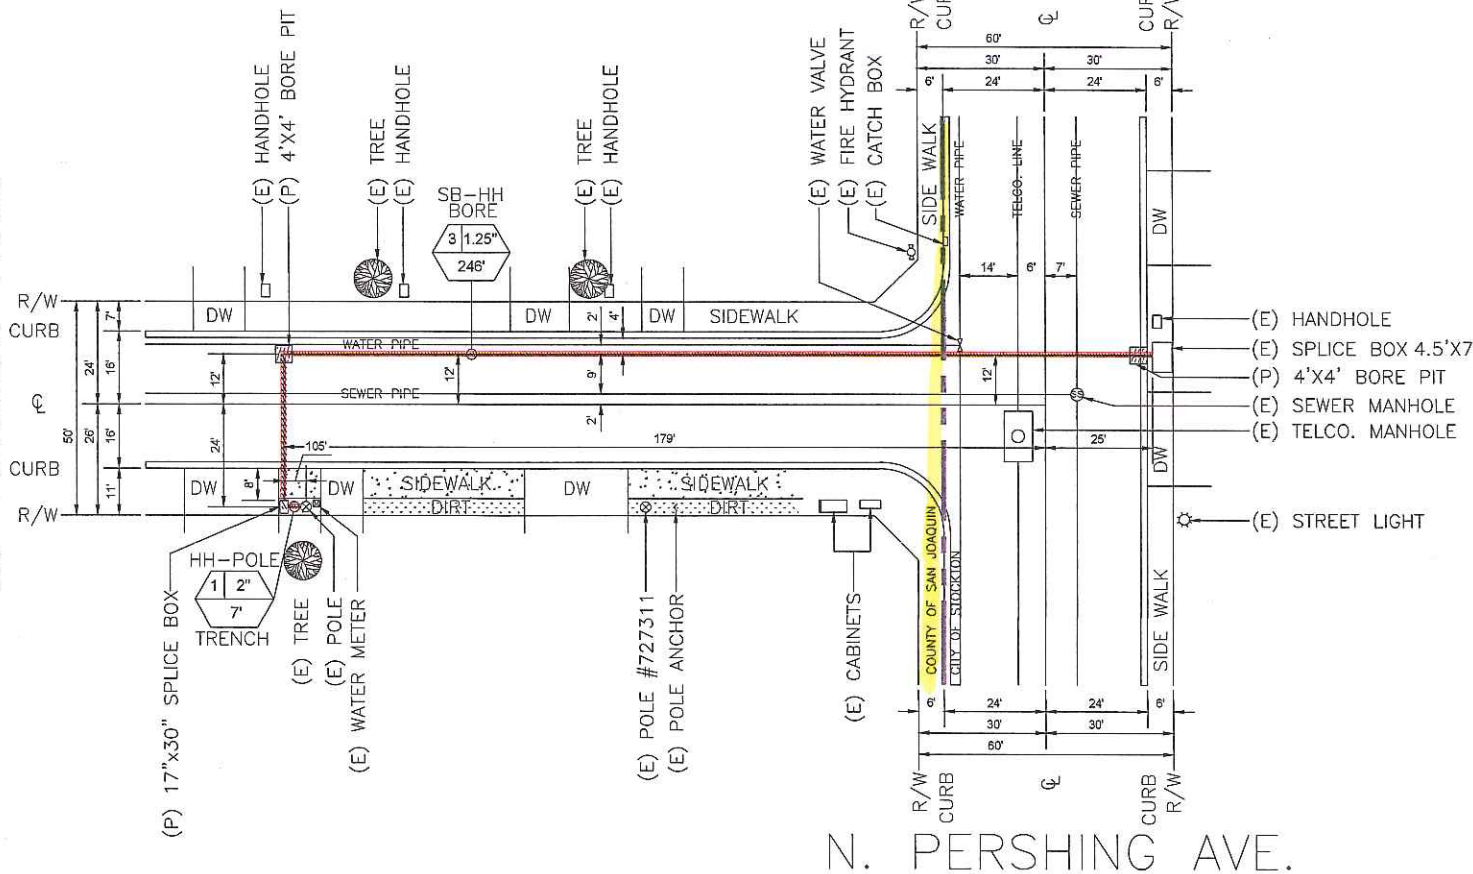 R/W
CUR
℄
CUR
R/W
60'
30'
30'
6'
24'
24'
6'
(E) HANDHOLE
(P) 4'X4' BORE PIT
(E) TREE
(E) HANDHOLE
SB-HH
BORE
3 1.25"
246'
(E) TREE
(E) HANDHOLE
(E) WATER VALVE
(E) FIRE HYDRANT
(E) CATCH BOX
SIDE WALK
WATER PIPE
TELCO. LINE
SEWER PIPE
DW
14'
6'
7'
R/W
CURB
℄
CURB
R/W
50'
24'
26'
7'
16'
16'
11'
DW
DW
DW
SIDEWALK
2'
4'
WATER PIPE
12'
12'
9'
12'
SEWER PIPE
2'
24'
105'
179'
25'
8'
DW
DW
SIDEWALK
DIRT
DW
SIDEWALK
DIRT
DW
(E) HANDHOLE
(E) SPLICE BOX 4.5'X7
(P) 4'X4' BORE PIT
(E) SEWER MANHOLE
(E) TELCO. MANHOLE
(E) STREET LIGHT
HH-POLE
1 2"
7'
TRENCH
(P) 17"x30" SPLICE BOX
(E) TREE
(E) POLE
(E) WATER METER
(E) POLE #727311
(E) POLE ANCHOR
(E) CABINETS
COUNTY OF SAN JOAQUIN
CITY OF STOCKTON
SIDE WALK
6'
24'
24'
6'
30'
30'
60'
R/W
CURB
℄
CURB
R/W
N. PERSHING AVE.